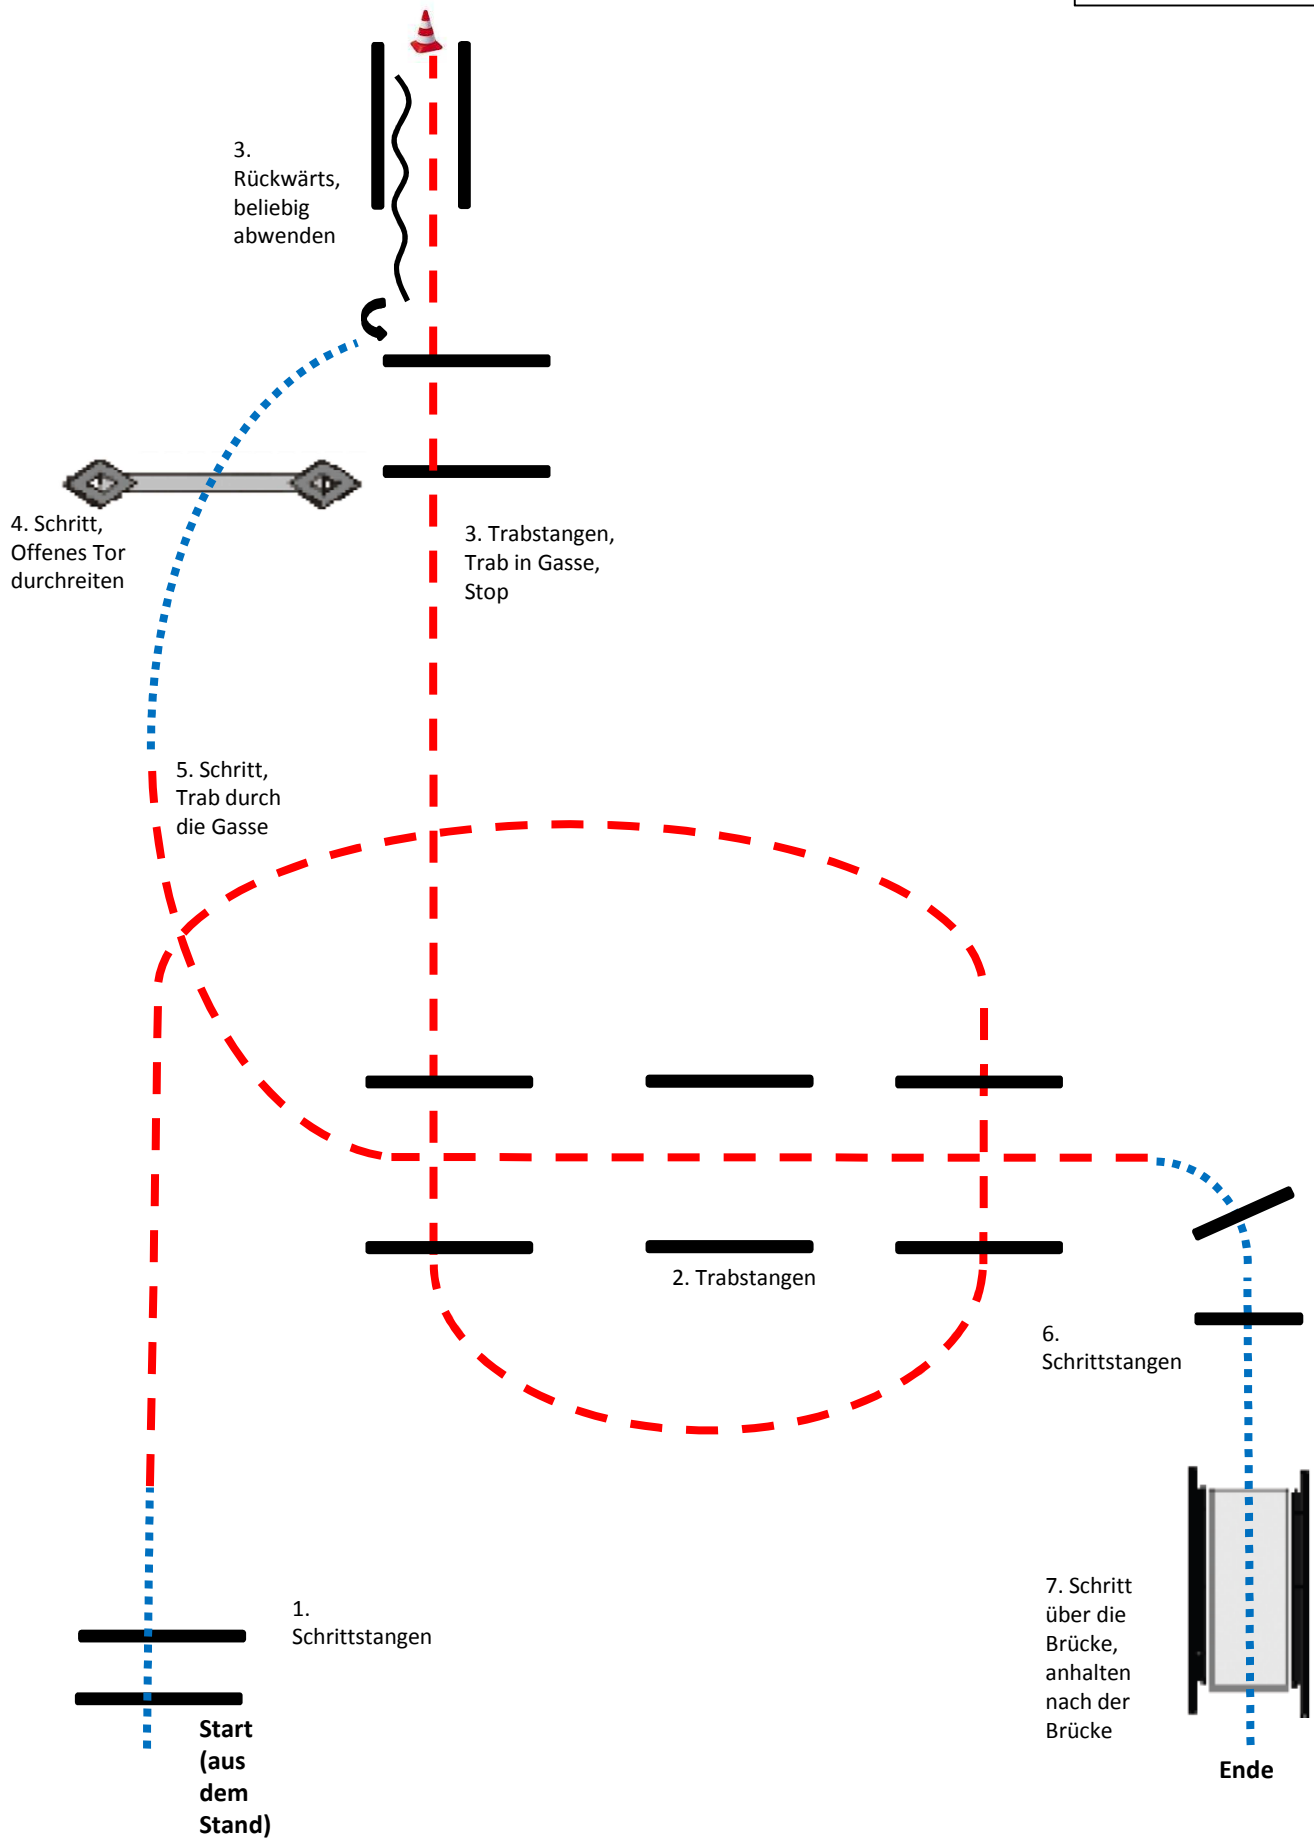 3.
Rückwärts,
beliebig
abwenden
4. Schritt,
Offenes Tor
durchreiten
3. Trabstangen,
Trab in Gasse,
Stop
5. Schritt,
Trab durch
die Gasse
2. Trabstangen
6.
Schrittstangen
1.
Schrittstangen
7. Schritt
über die
Brücke,
anhalten
nach der
Brücke
Start
(aus
dem
Stand)
Ende